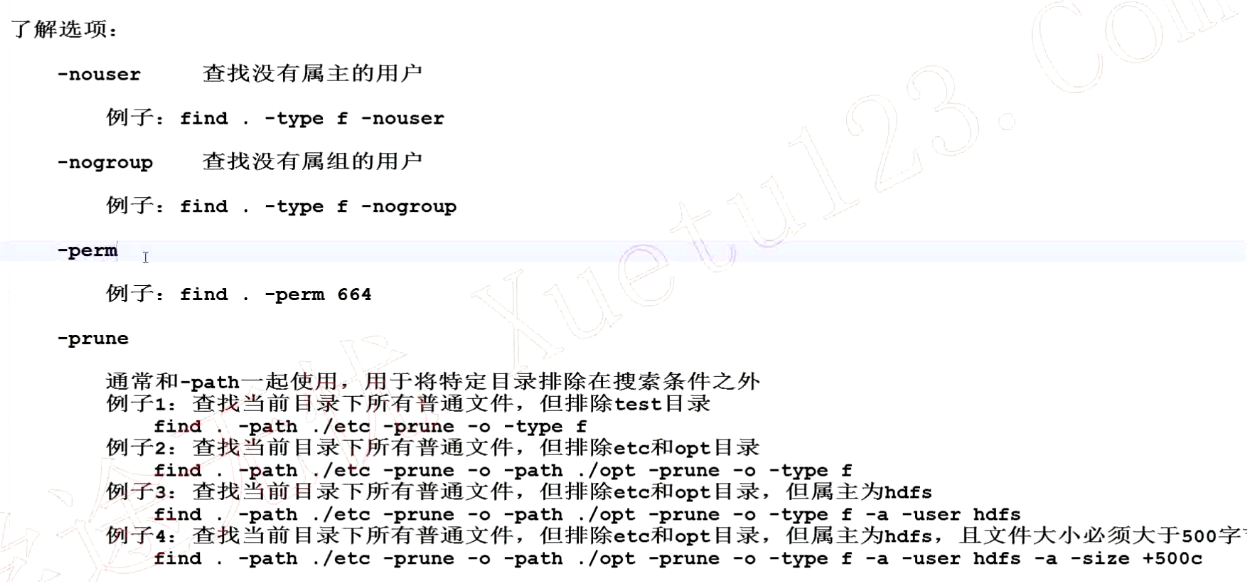 了解选项：
-nouser 查找没有属主的用户
例子：find . -type f -nouser
-nogroup 查找没有属组的用户
例子：find . -type f -nogroup
-perm
例子：find . -perm 664
-prune
通常和-path一起使用，用于将特定目录排除在搜索条件之外
例子1：查找当前目录下所有普通文件，但排除test目录
find . -path ./etc -prune -o -type f
例子2：查找当前目录下所有普通文件，但排除etc和opt目录
find . -path ./etc -prune -o -path ./opt -prune -o -type f
例子3：查找当前目录下所有普通文件，但排除etc和opt目录，但属主为hdfs
find . -path ./etc -prune -o -path ./opt -prune -o -type f -a -user hdfs
例子4：查找当前目录下所有普通文件，但排除etc和opt目录，但属主为hdfs，且文件大小必须大于500字
find . -path ./etc -prune -o -path ./opt -prune -o -type f -a -user hdfs -a -size +500c
Xuetu123.Com